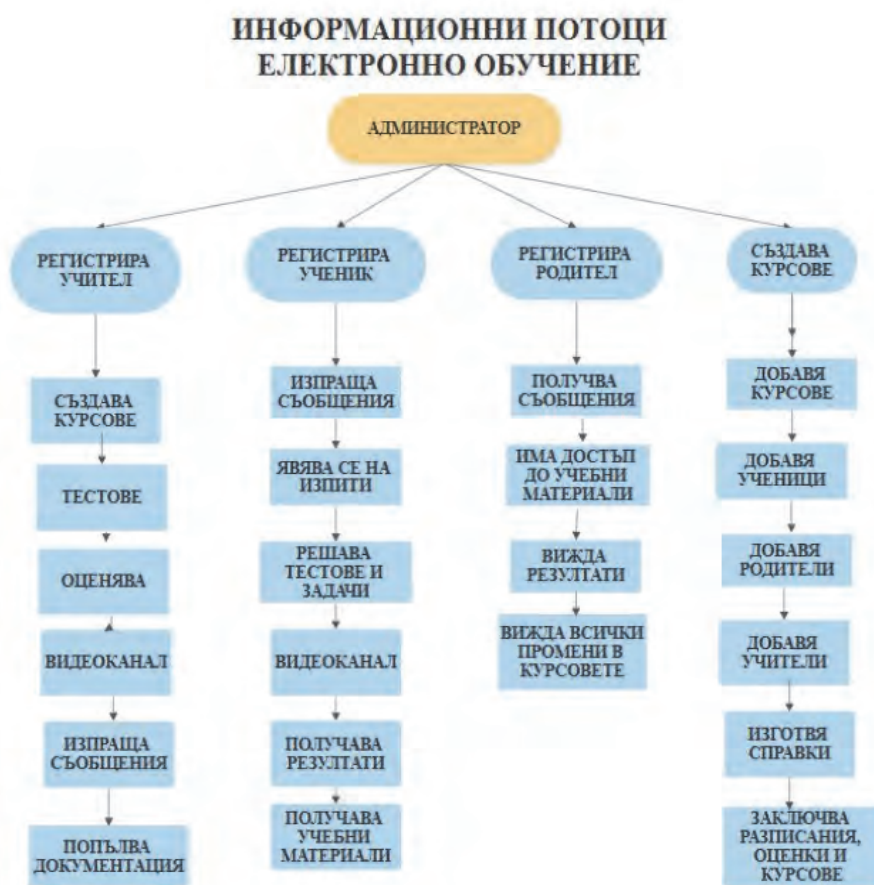 ИНФОРМАЦИОННИ ПОТОЦИ
ЕЛЕКТРОННО ОБУЧЕНИЕ
АДМИНИСТРАТОР
РЕГИСТРИРА
УЧИТЕЛ
СЪЗДАВА
КУРСОВЕ
ТЕСТОВЕ
ОЦЕНЯВА
ВИДЕОКАНАЛ
ИЗПРАЩА
СЪОБЩЕНИЯ
ПОПЪЛВА
ДОКУМЕНТАЦИЯ
РЕГИСТРИРА
УЧЕНИК
ИЗПРАЩА
СЪОБЩЕНИЯ
ЯВЯВА СЕ НА
ИЗПИТИ
РЕШАВА
ТЕСТОВЕ И
ЗАДАЧИ
ВИДЕОКАНАЛ
ПОЛУЧАВА
РЕЗУЛТАТИ
ПОЛУЧАВА
УЧЕБНИ
МАТЕРИАЛИ
РЕГИСТРИРА
РОДИТЕЛ
ПОЛУЧВА
СЪОБЩЕНИЯ
ИМА ДОСТЪП
ДО УЧЕБНИ
МАТЕРИАЛИ
ВИЖДА
РЕЗУЛТАТИ
ВИЖДА ВСИЧКИ
ПРОМЕНИ В
КУРСОВЕТЕ
СЪЗДАВА
КУРСОВЕ
ДОБАВЯ
КУРСОВЕ
ДОБАВЯ
УЧЕНИЦИ
ДОБАВЯ
РОДИТЕЛИ
ДОБАВЯ
УЧИТЕЛИ
ИЗГОТВЯ
СПРАВКИ
ЗАКЛЮЧВА
РАЗПИСАНИЯ,
ОЦЕНКИ И
КУРСОВЕ